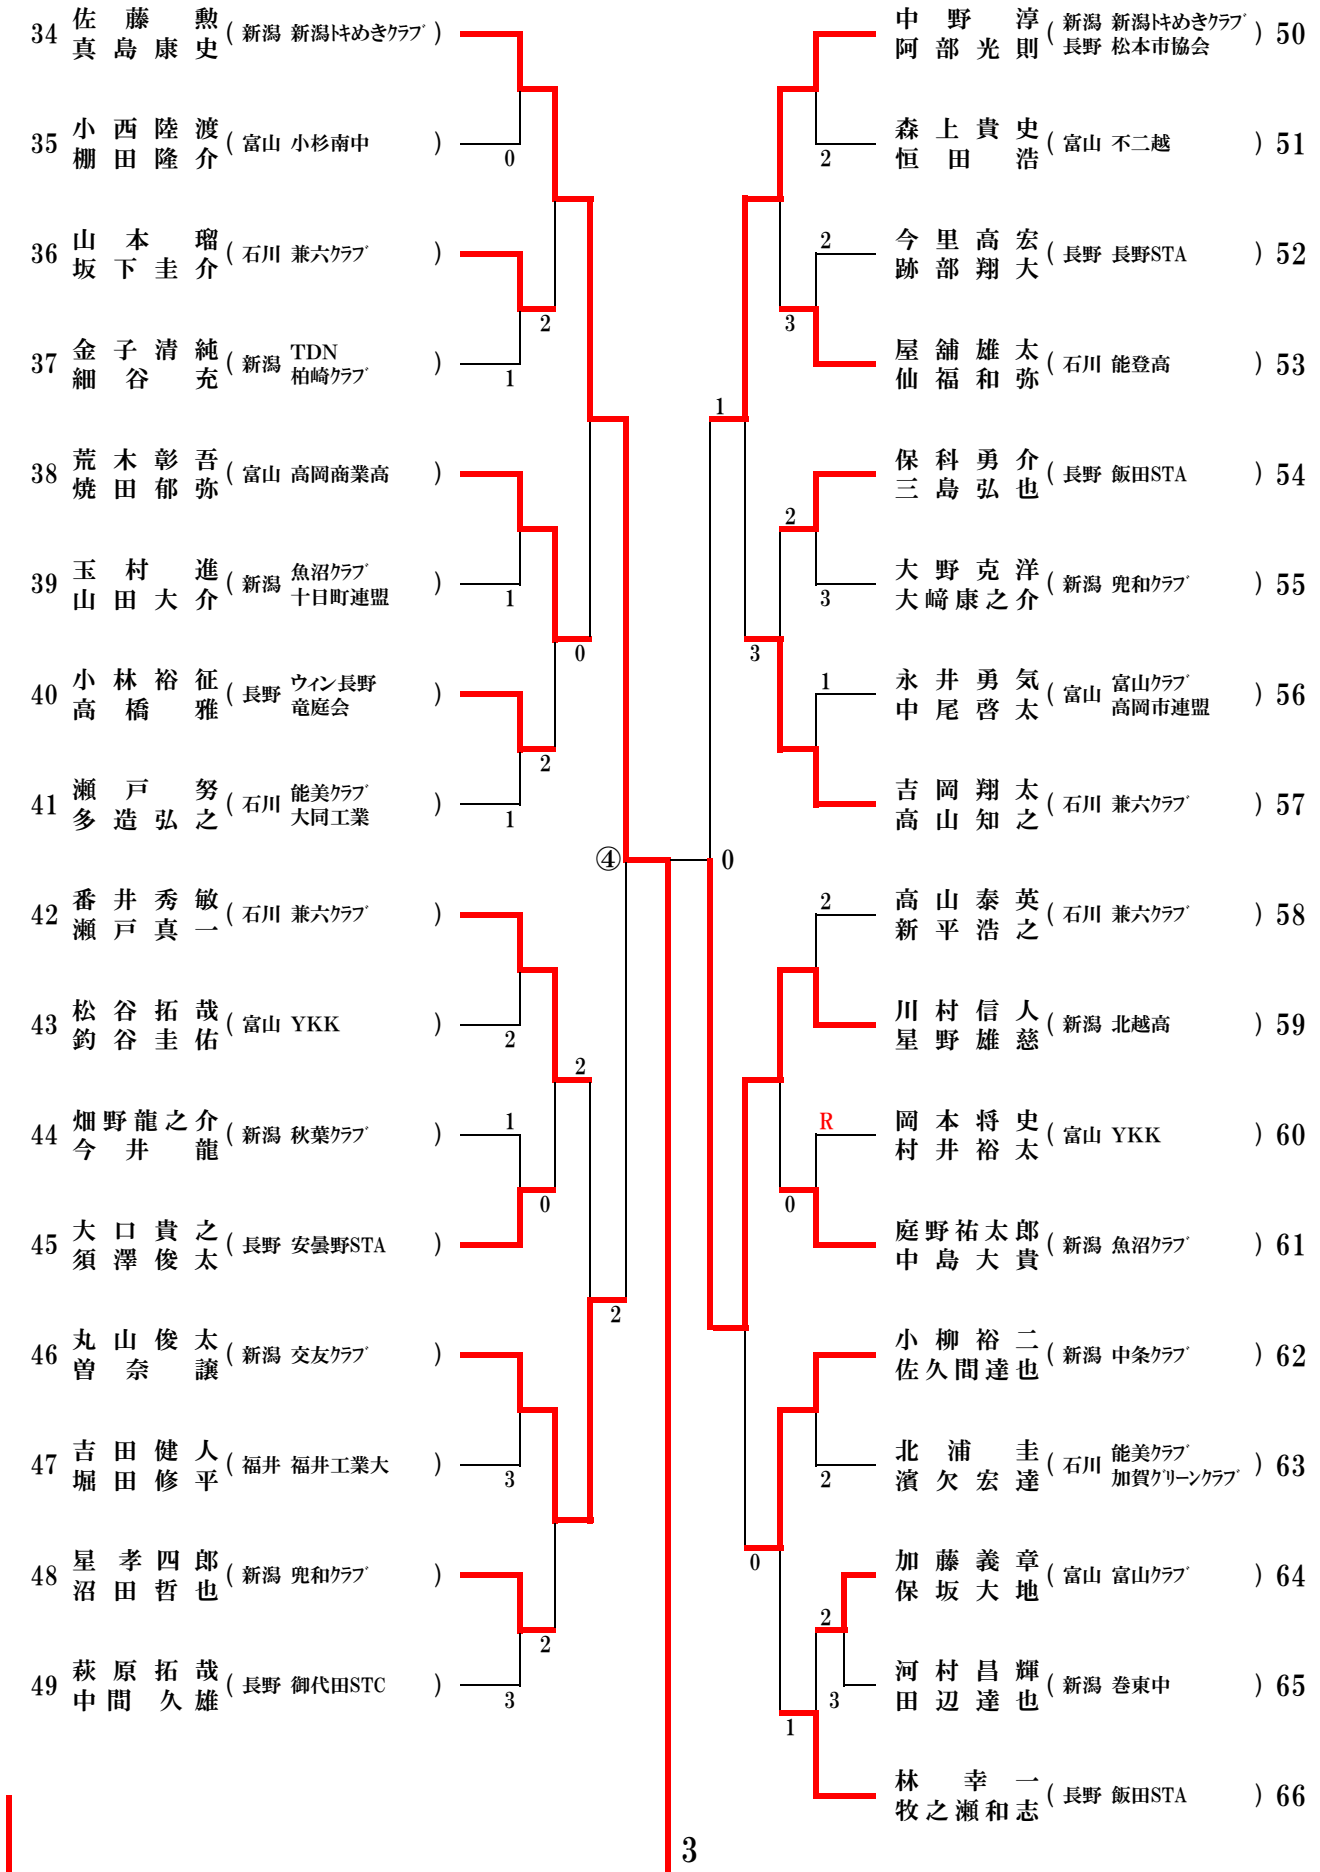 34 佐藤勲 ( 新潟 新潟ﾄｷめきｸﾗﾌﾞ )
真島康史
0
35 小西陸渡 ( 富山 小杉南中 )
棚田隆介
36 山本瑠 ( 石川 兼六ｸﾗﾌﾞ )
坂下圭介
2
37 金子清純 ( 新潟 TDN )
細谷充 柏崎ｸﾗﾌﾞ
1
38 荒木彰吾 ( 富山 高岡商業高 )
焼田郁弥
39 玉村進 ( 新潟 魚沼ｸﾗﾌﾞ )
山田大介 十日町連盟
1
0
40 小林裕征 ( 長野 ウィン長野 )
高橋雅 竜庭会
2
41 瀬戸努 ( 石川 能美ｸﾗﾌﾞ )
多造弘之 大同工業
1
④
42 番井秀敏 ( 石川 兼六ｸﾗﾌﾞ )
瀬戸真一
43 松谷拓哉 ( 富山 YKK )
釣谷圭佑
2
2
44 畑野龍之介 ( 新潟 秋葉ｸﾗﾌﾞ )
今井龍
1
0
45 大口貴之 ( 長野 安曇野STA )
須澤俊太
2
46 丸山俊太 ( 新潟 交友ｸﾗﾌﾞ )
曽奈譲
47 吉田健人 ( 福井 福井工業大 )
堀田修平
3
48 星孝四郎 ( 新潟 兜和ｸﾗﾌﾞ )
沼田哲也
2
49 萩原拓哉 ( 長野 御代田STC )
中間久雄
3
中野淳 ( 新潟 新潟ﾄｷめきｸﾗﾌﾞ ) 50
阿部光則 長野 松本市協会
森上貴史 ( 富山 不二越 ) 51
恒田浩
2
2
今里高宏 ( 長野 長野STA ) 52
跡部翔大
3
屋舗雄太 ( 石川 能登高 ) 53
仙福和弥
1
保科勇介 ( 長野 飯田STA ) 54
三島弘也
2
大野克洋 ( 新潟 兜和ｸﾗﾌﾞ ) 55
大﨑康之介
3
3
1
永井勇気 ( 富山 富山ｸﾗﾌﾞ ) 56
中尾啓太 高岡市連盟
吉岡翔太 ( 石川 兼六ｸﾗﾌﾞ ) 57
高山知之
0
2
高山泰英 ( 石川 兼六ｸﾗﾌﾞ ) 58
新平浩之
川村信人 ( 新潟 北越高 ) 59
星野雄慈
R
岡本将史 ( 富山 YKK ) 60
村井裕太
0
庭野祐太郎 ( 新潟 魚沼ｸﾗﾌﾞ ) 61
中島大貴
小柳裕二 ( 新潟 中条ｸﾗﾌﾞ ) 62
佐久間達也
北浦圭 ( 石川 能美ｸﾗﾌﾞ ) 63
濱欠宏達 加賀ｸﾞﾘｰﾝｸﾗﾌﾞ
2
0
加藤義章 ( 富山 富山ｸﾗﾌﾞ ) 64
保坂大地
2
河村昌輝 ( 新潟 巻東中 ) 65
田辺達也
3
1
林幸一 ( 長野 飯田STA ) 66
牧之瀬和志
3